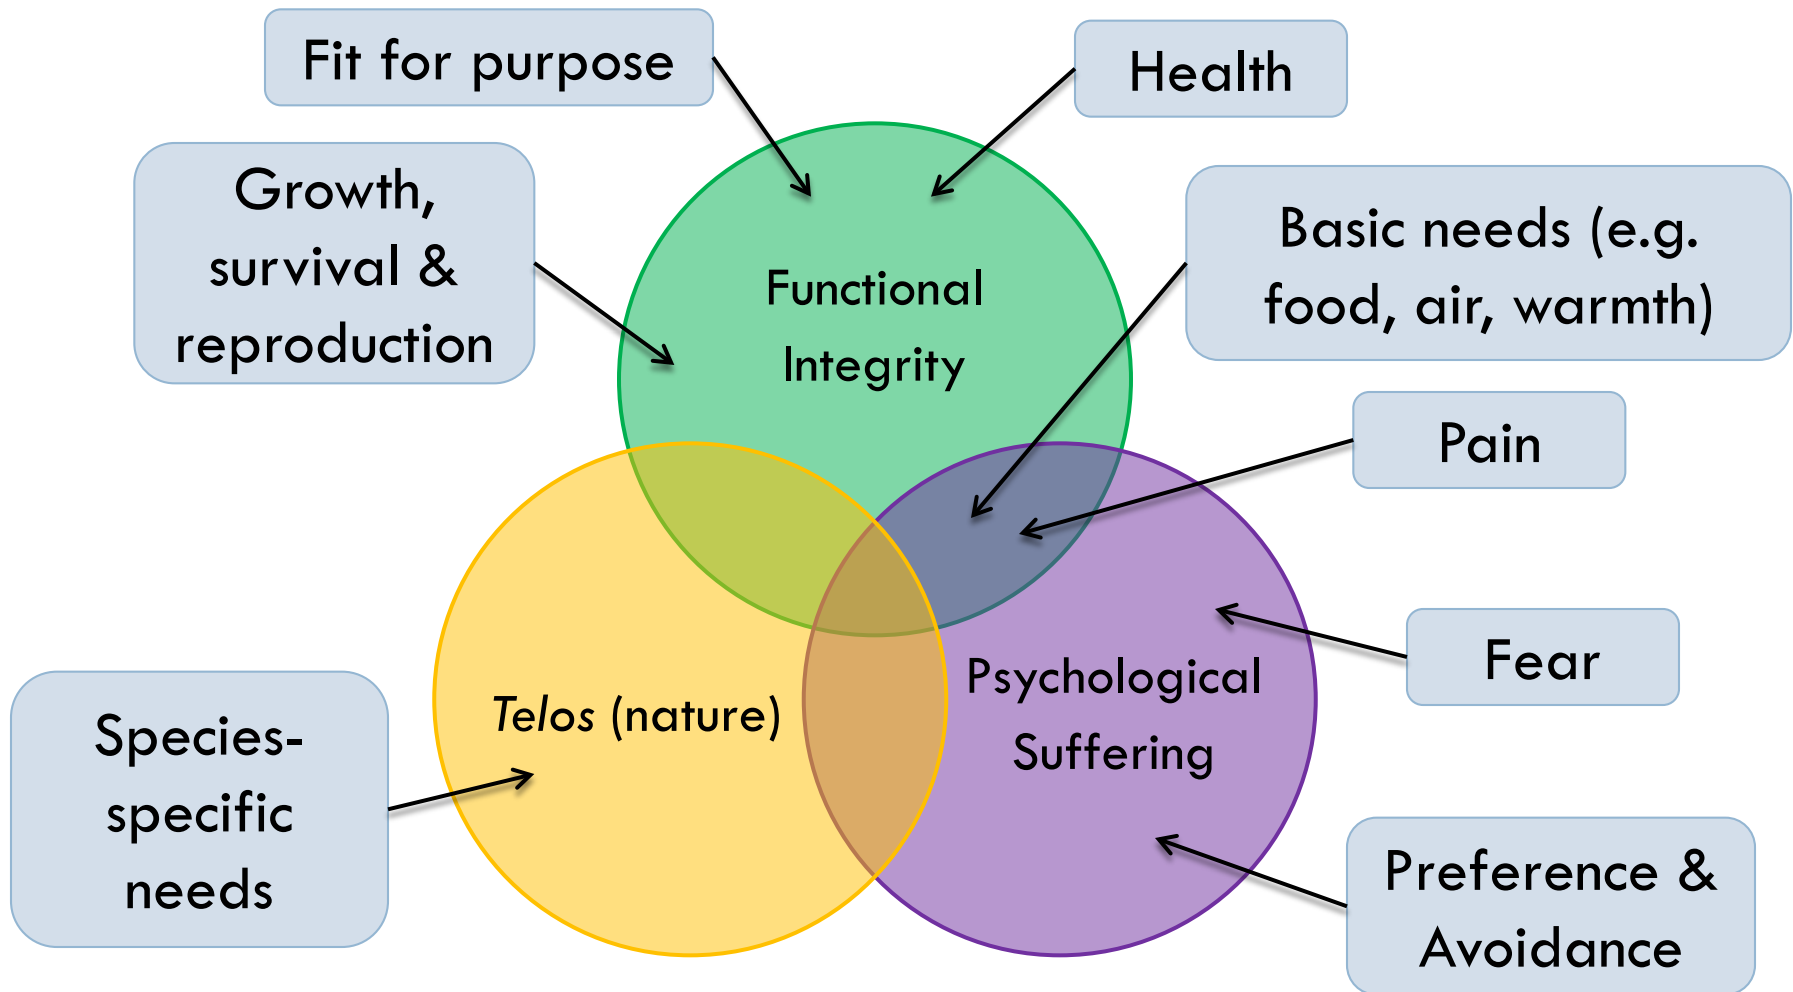 Fit for purpose
Health
Growth,
survival &
reproduction
Basic needs (e.g.
food, air, warmth)
Functional
Integrity
Pain
Fear
Psychological
Suffering
Telos (nature)
Species-
specific
needs
Preference &
Avoidance